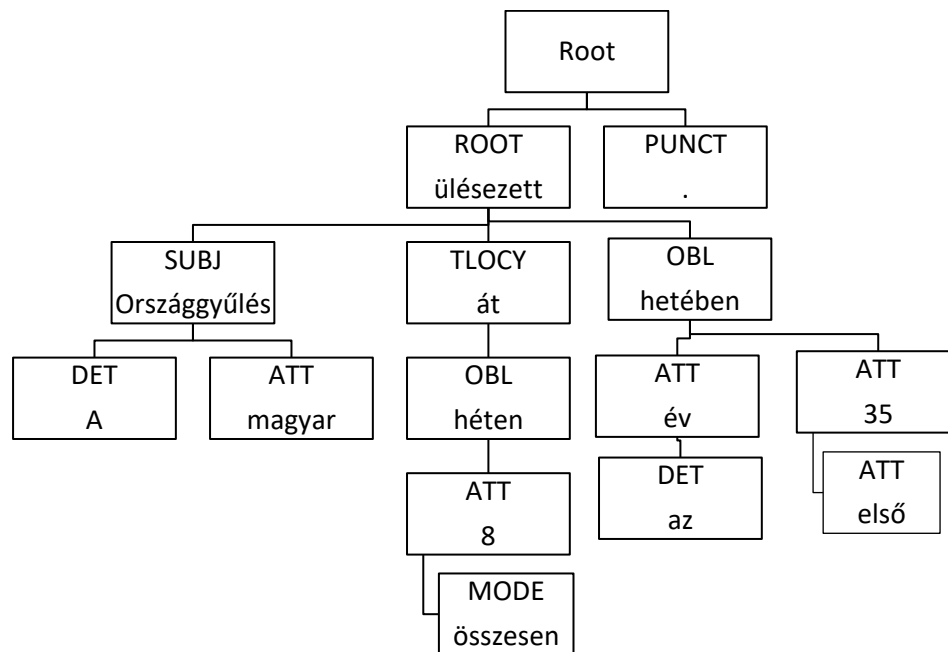 Root
ROOT
ülésezett
PUNCT
.
SUBJ
Országgyűlés
TLOCY
át
OBL
hetében
DET
A
ATT
magyar
OBL
héten
ATT
év
ATT
35
ATT
8
DET
az
ATT
első
MODE
összesen